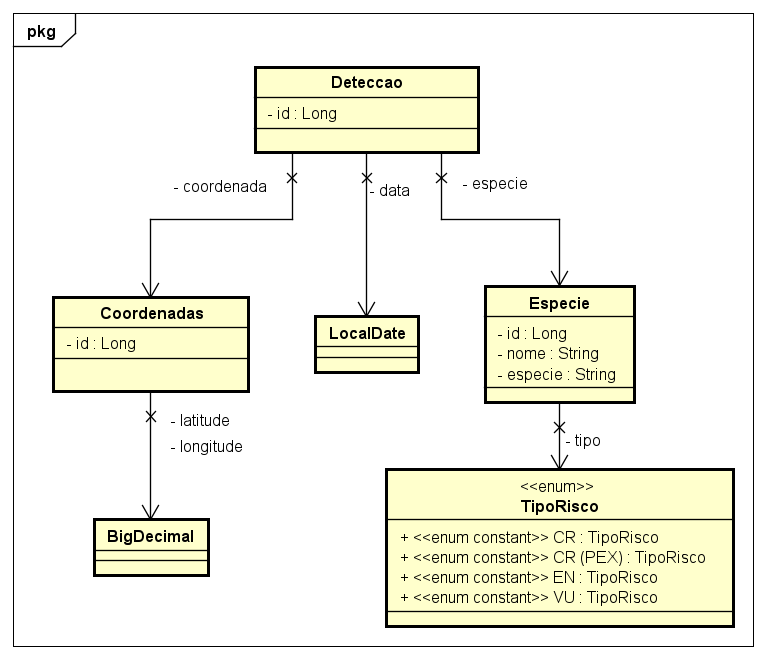 pkg
Deteccao
- id : Long
- coordenada
- data
- especie
Coordenadas
- id : Long
LocalDate
Especie
- id : Long
- nome : String
- especie : String
- latitude
- longitude
- tipo
BigDecimal
<<enum>>
TipoRisco
+ <<enum constant>> CR : TipoRisco
+ <<enum constant>> CR (PEX) : TipoRisco
+ <<enum constant>> EN : TipoRisco
+ <<enum constant>> VU : TipoRisco